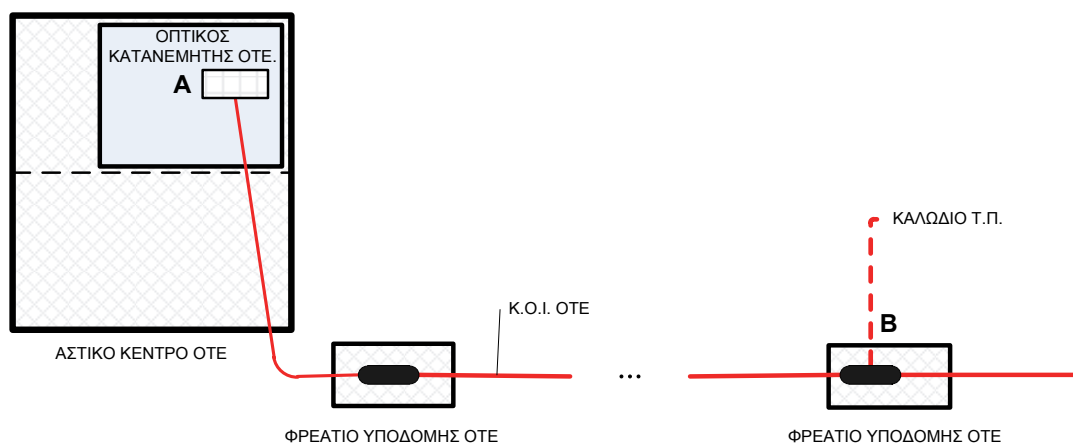 ΟΠΤΙΚΟΣ
ΚΑΤΑΝΕΜΗΤΗΣ ΟΤΕ.
A
ΚΑΛΩΔΙΟ Τ.Π.
Κ.Ο.Ι. ΟΤΕ
B
ΑΣΤΙΚΟ ΚΕΝΤΡΟ ΟΤΕ
...
ΦΡΕΑΤΙΟ ΥΠΟΔΟΜΗΣ ΟΤΕ
ΦΡΕΑΤΙΟ ΥΠΟΔΟΜΗΣ ΟΤΕ